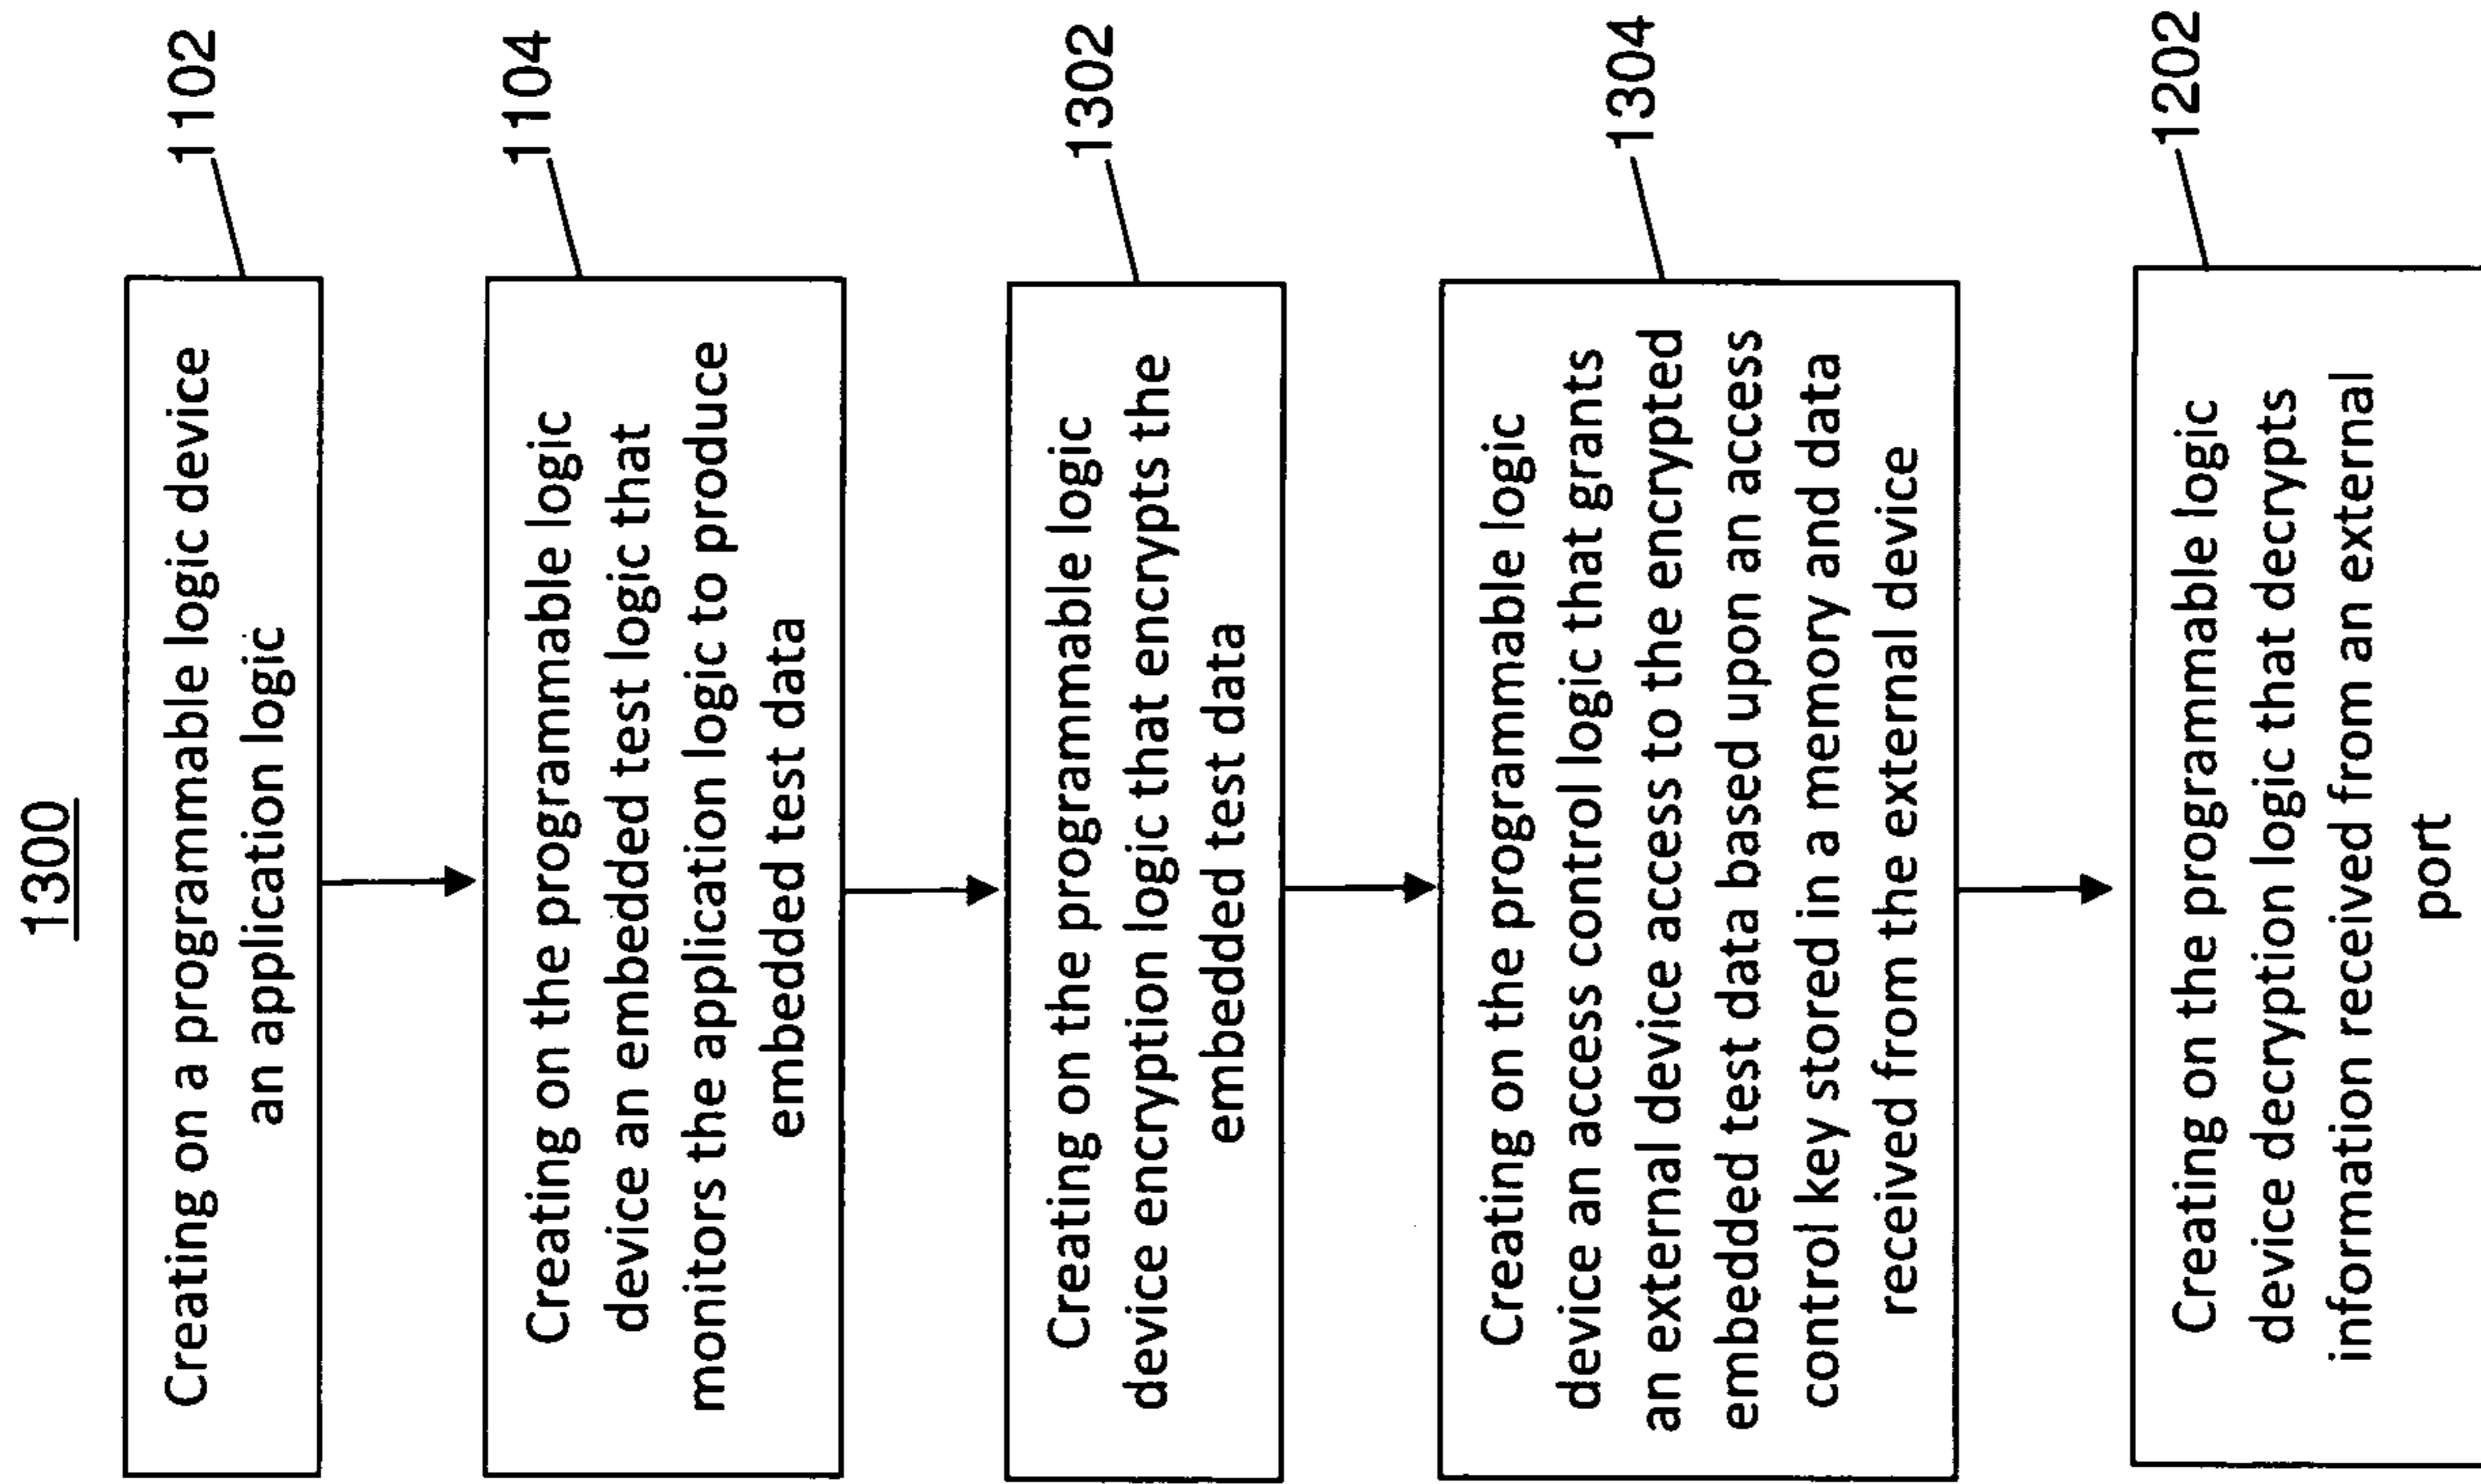 1300
Creating on a programmable logic device
an application logic
1102
Creating on the programmable logic
device an embedded test logic that
monitors the application logic to produce
embedded test data
1104
Creating on the programmable logic
device encryption logic that encrypts the
embedded test data
1302
Creating on the programmable logic
device an access control logic that grants
an external device access to the encrypted
embedded test data based upon an access
control key stored in a memory and data
received from the external device
1304
Creating on the programmable logic
device decryption logic that decrypts
information received from an external
port
1202